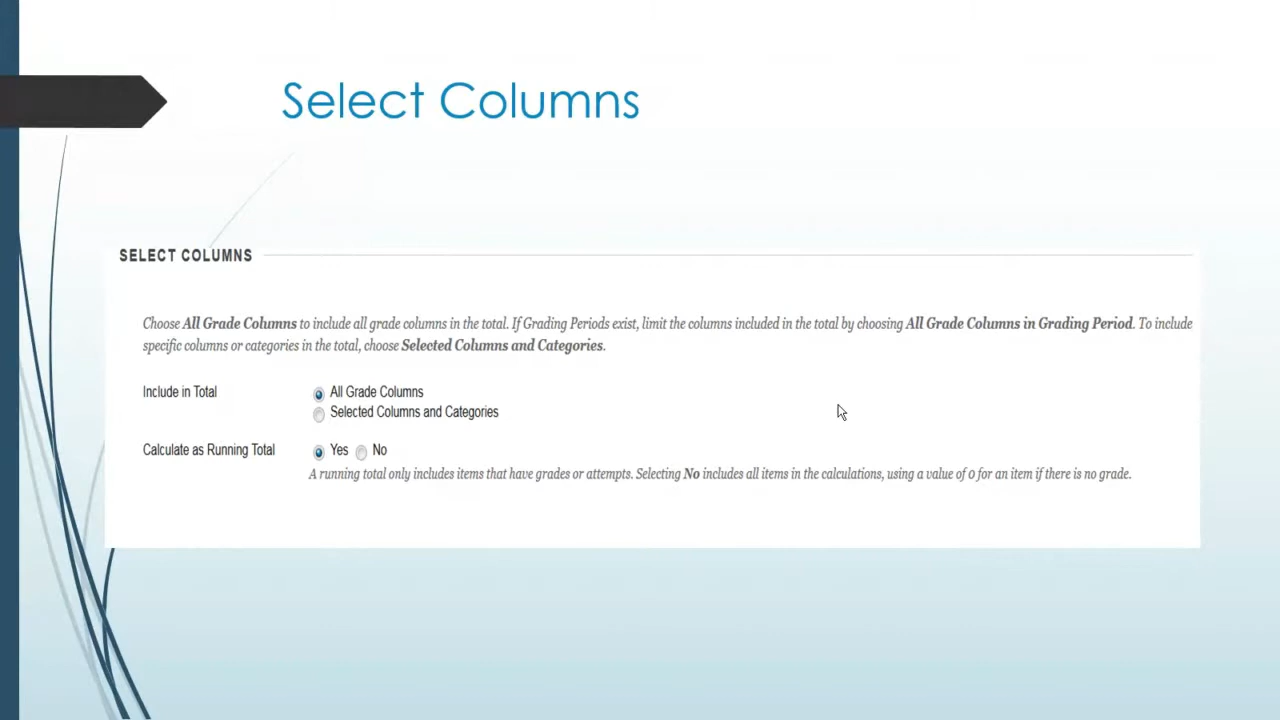 Select Columns
SELECT COLUMNS
Choose All Grade Columns to include all grade columns in the total. If Grading Periods exist, limit the columns included in the total by choosing All Grade Columns in Grading Period. To include
specific columns or categories in the total, choose Selected Columns and Categories.
Include in Total All Grade Columns
Selected Columns and Categories
Calculate as Running Total Yes No
A running total only includes items that have grades or attempts. Selecting No includes all items in the calculations, using a value of 0 for an item if there is no grade.